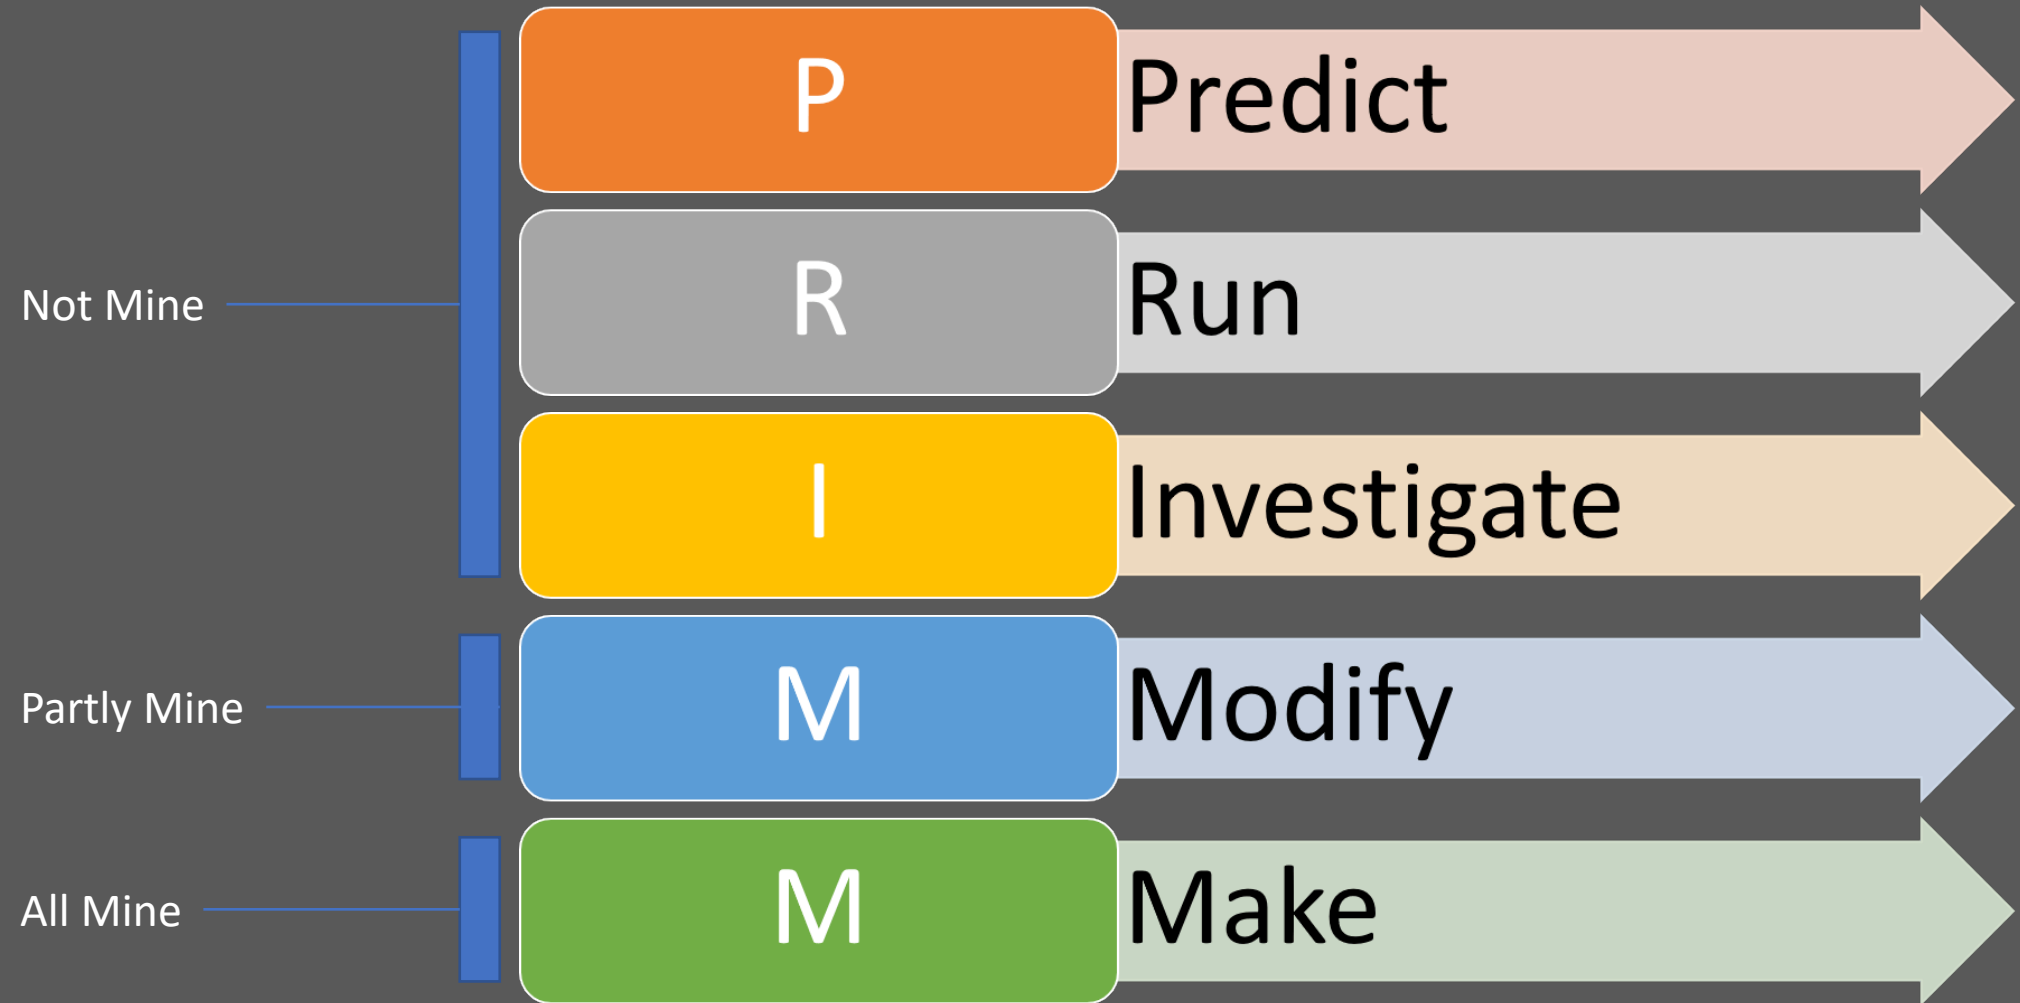 P Predict
R Run
Not Mine
I Investigate
M Modify
Partly Mine
M Make
All Mine